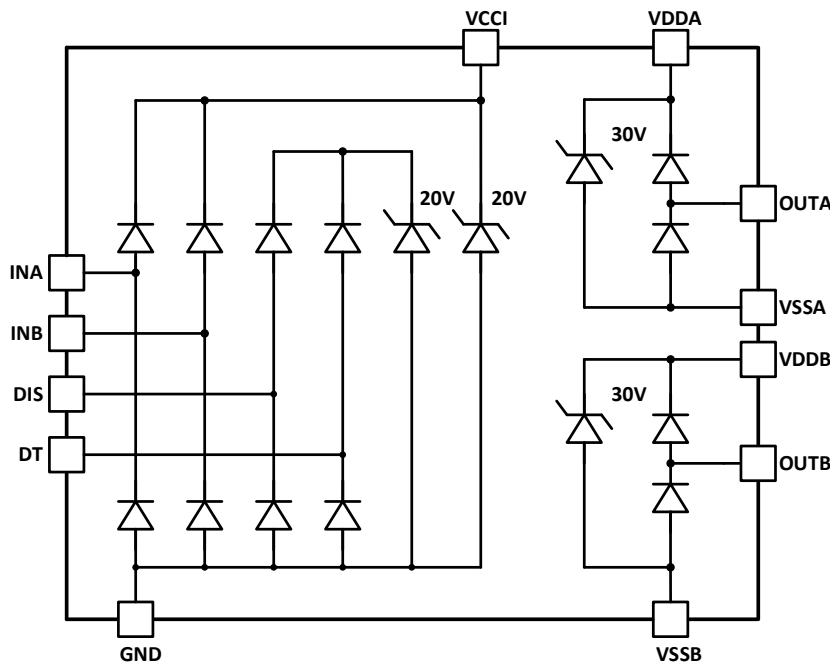 VCCI
VDDA
30V
20V
20V
OUTA
INA
VSSA
INB
VDDB
DIS
30V
DT
OUTB
GND
VSSB